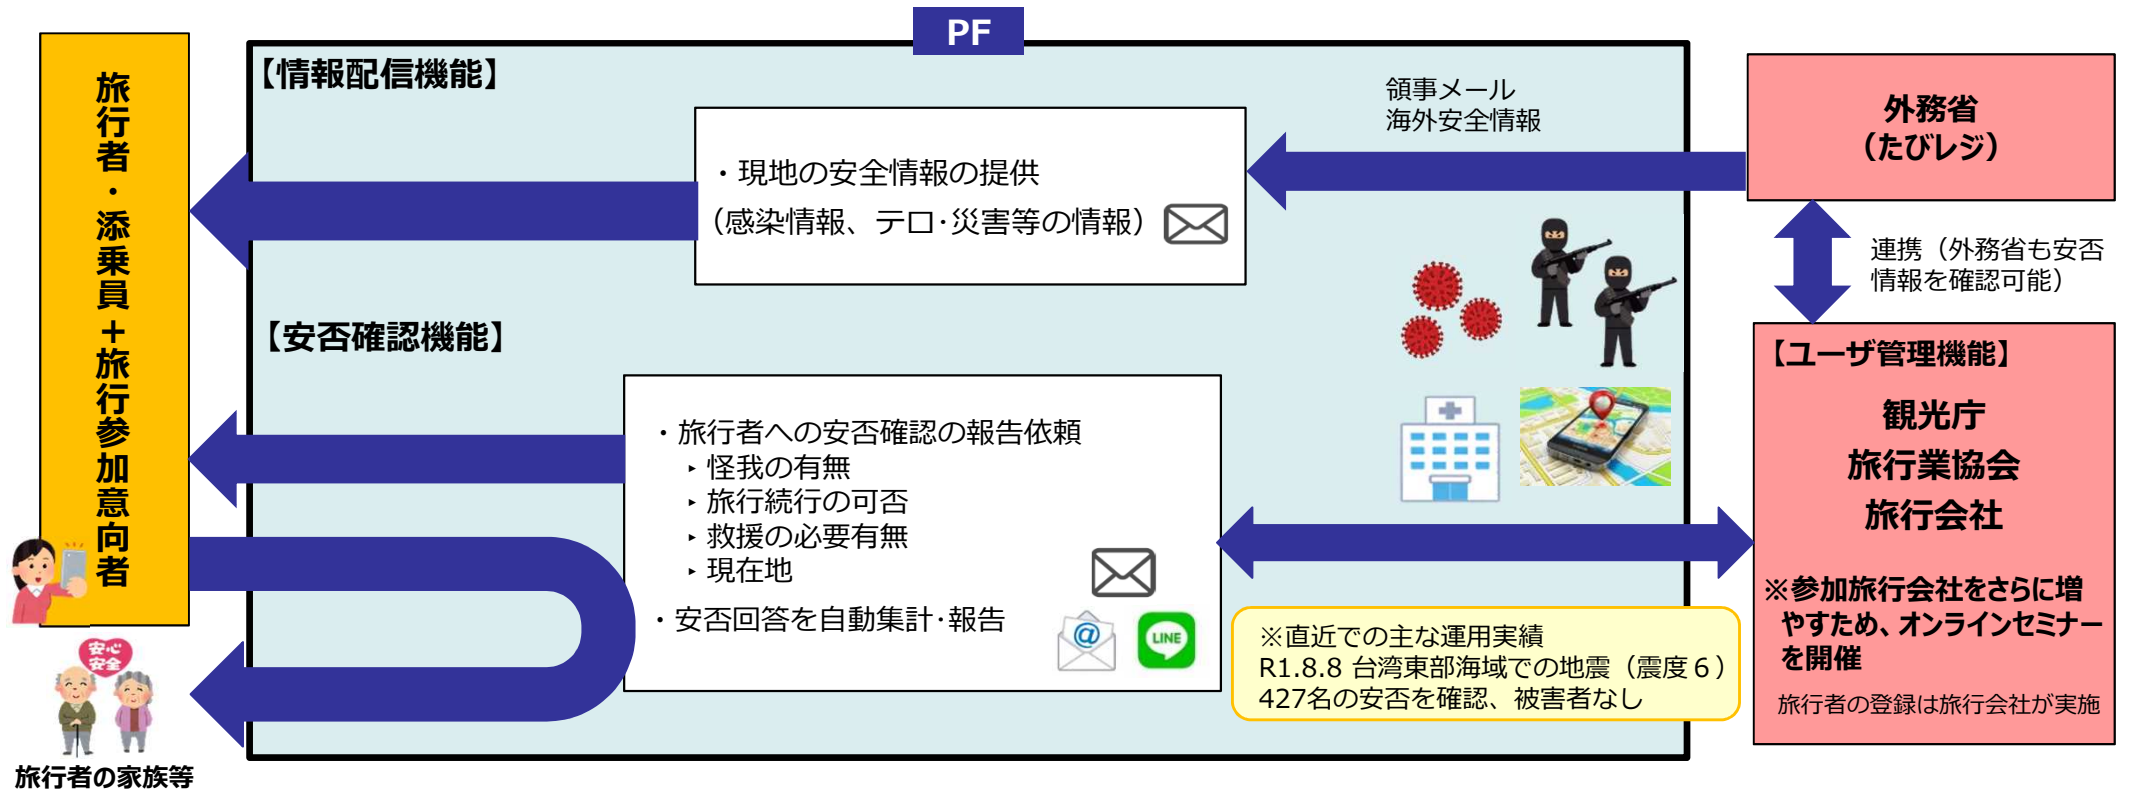 PF
旅行者・添乗員＋旅行参加意向者
【情報配信機能】
領事メール
海外安全情報
・現地の安全情報の提供
（感染情報、テロ･災害等の情報）
外務省
（たびレジ）
連携（外務省も安否
情報を確認可能）
【安否確認機能】
・旅行者への安否確認の報告依頼
‣ 怪我の有無
‣ 旅行続行の可否
‣ 救援の必要有無
‣ 現在地
・安否回答を自動集計･報告
@
LINE
【ユーザ管理機能】
観光庁
旅行業協会
旅行会社
※参加旅行会社をさらに増
やすため、オンラインセミナー
を開催
旅行者の登録は旅行会社が実施
※直近での主な運用実績
R1.8.8 台湾東部海域での地震（震度６）
427名の安否を確認、被害者なし
安心
安全
旅行者の家族等